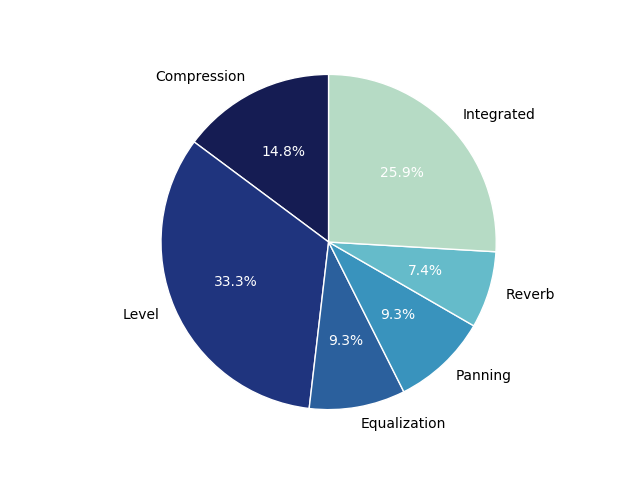 Compression
Integrated
14.8%
25.9%
7.4%
33.3%
Reverb
Level
9.3%
9.3%
Panning
Equalization